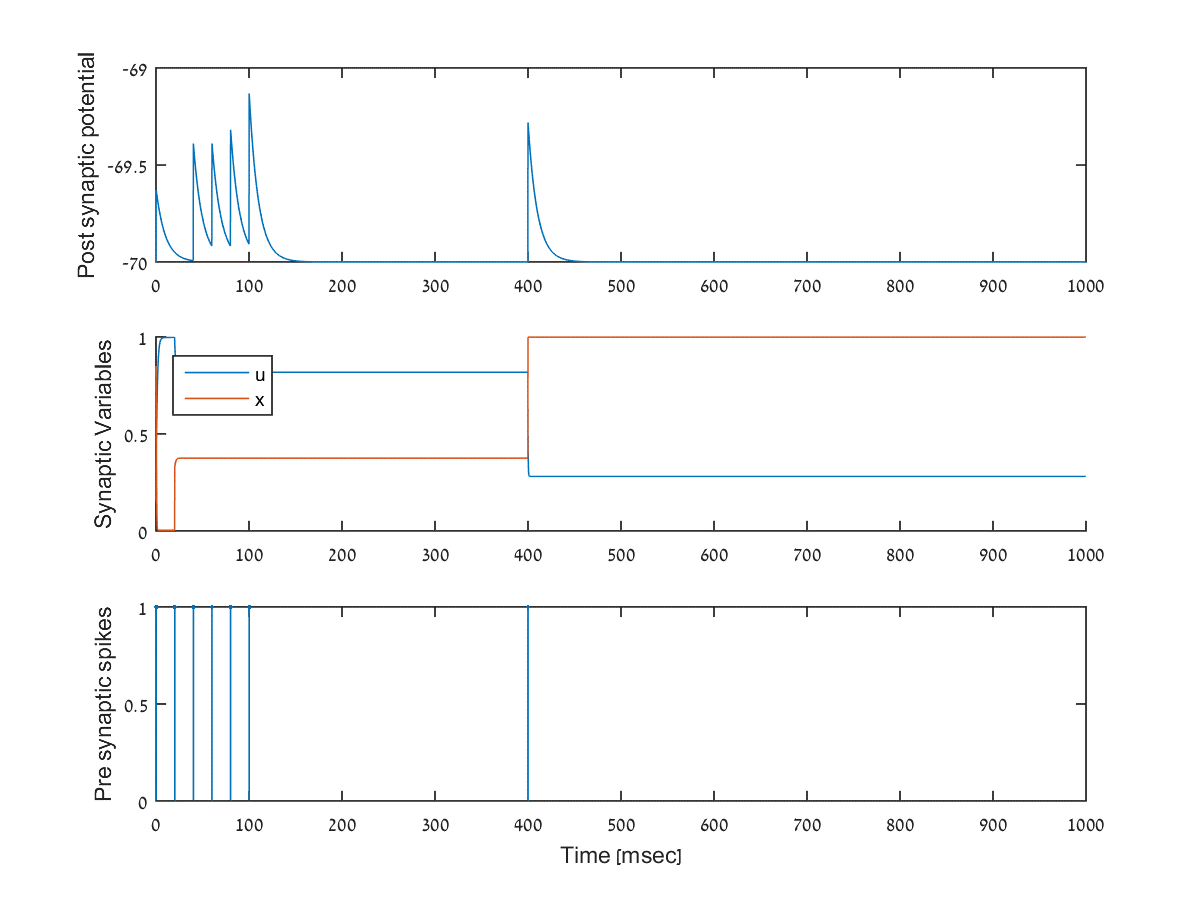 Post synaptic potential
-69
-69.5
-70
0 100 200 300 400 500 600 700 800 900 1000
Synaptic Variables
1
0.5
0
u
x
0 100 200 300 400 500 600 700 800 900 1000
Pre synaptic spikes
1
0.5
0
0 100 200 300 400 500 600 700 800 900 1000
Time [msec]